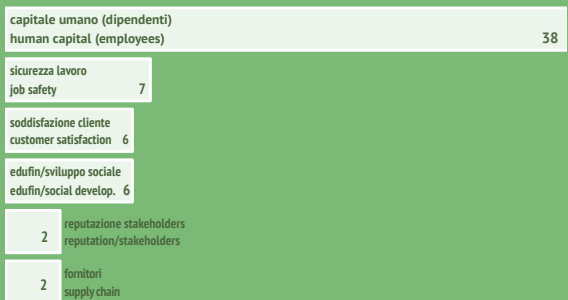 capitale umano (dipendenti)
human capital (employees) 38
sicurezza lavoro
job safety 7
soddisfazione cliente
customer satisfaction 6
edufin/sviluppo sociale
edufin/social develop. 6
reputazione stakeholders
2 reputation/stakeholders
fornitori
2 supply chain